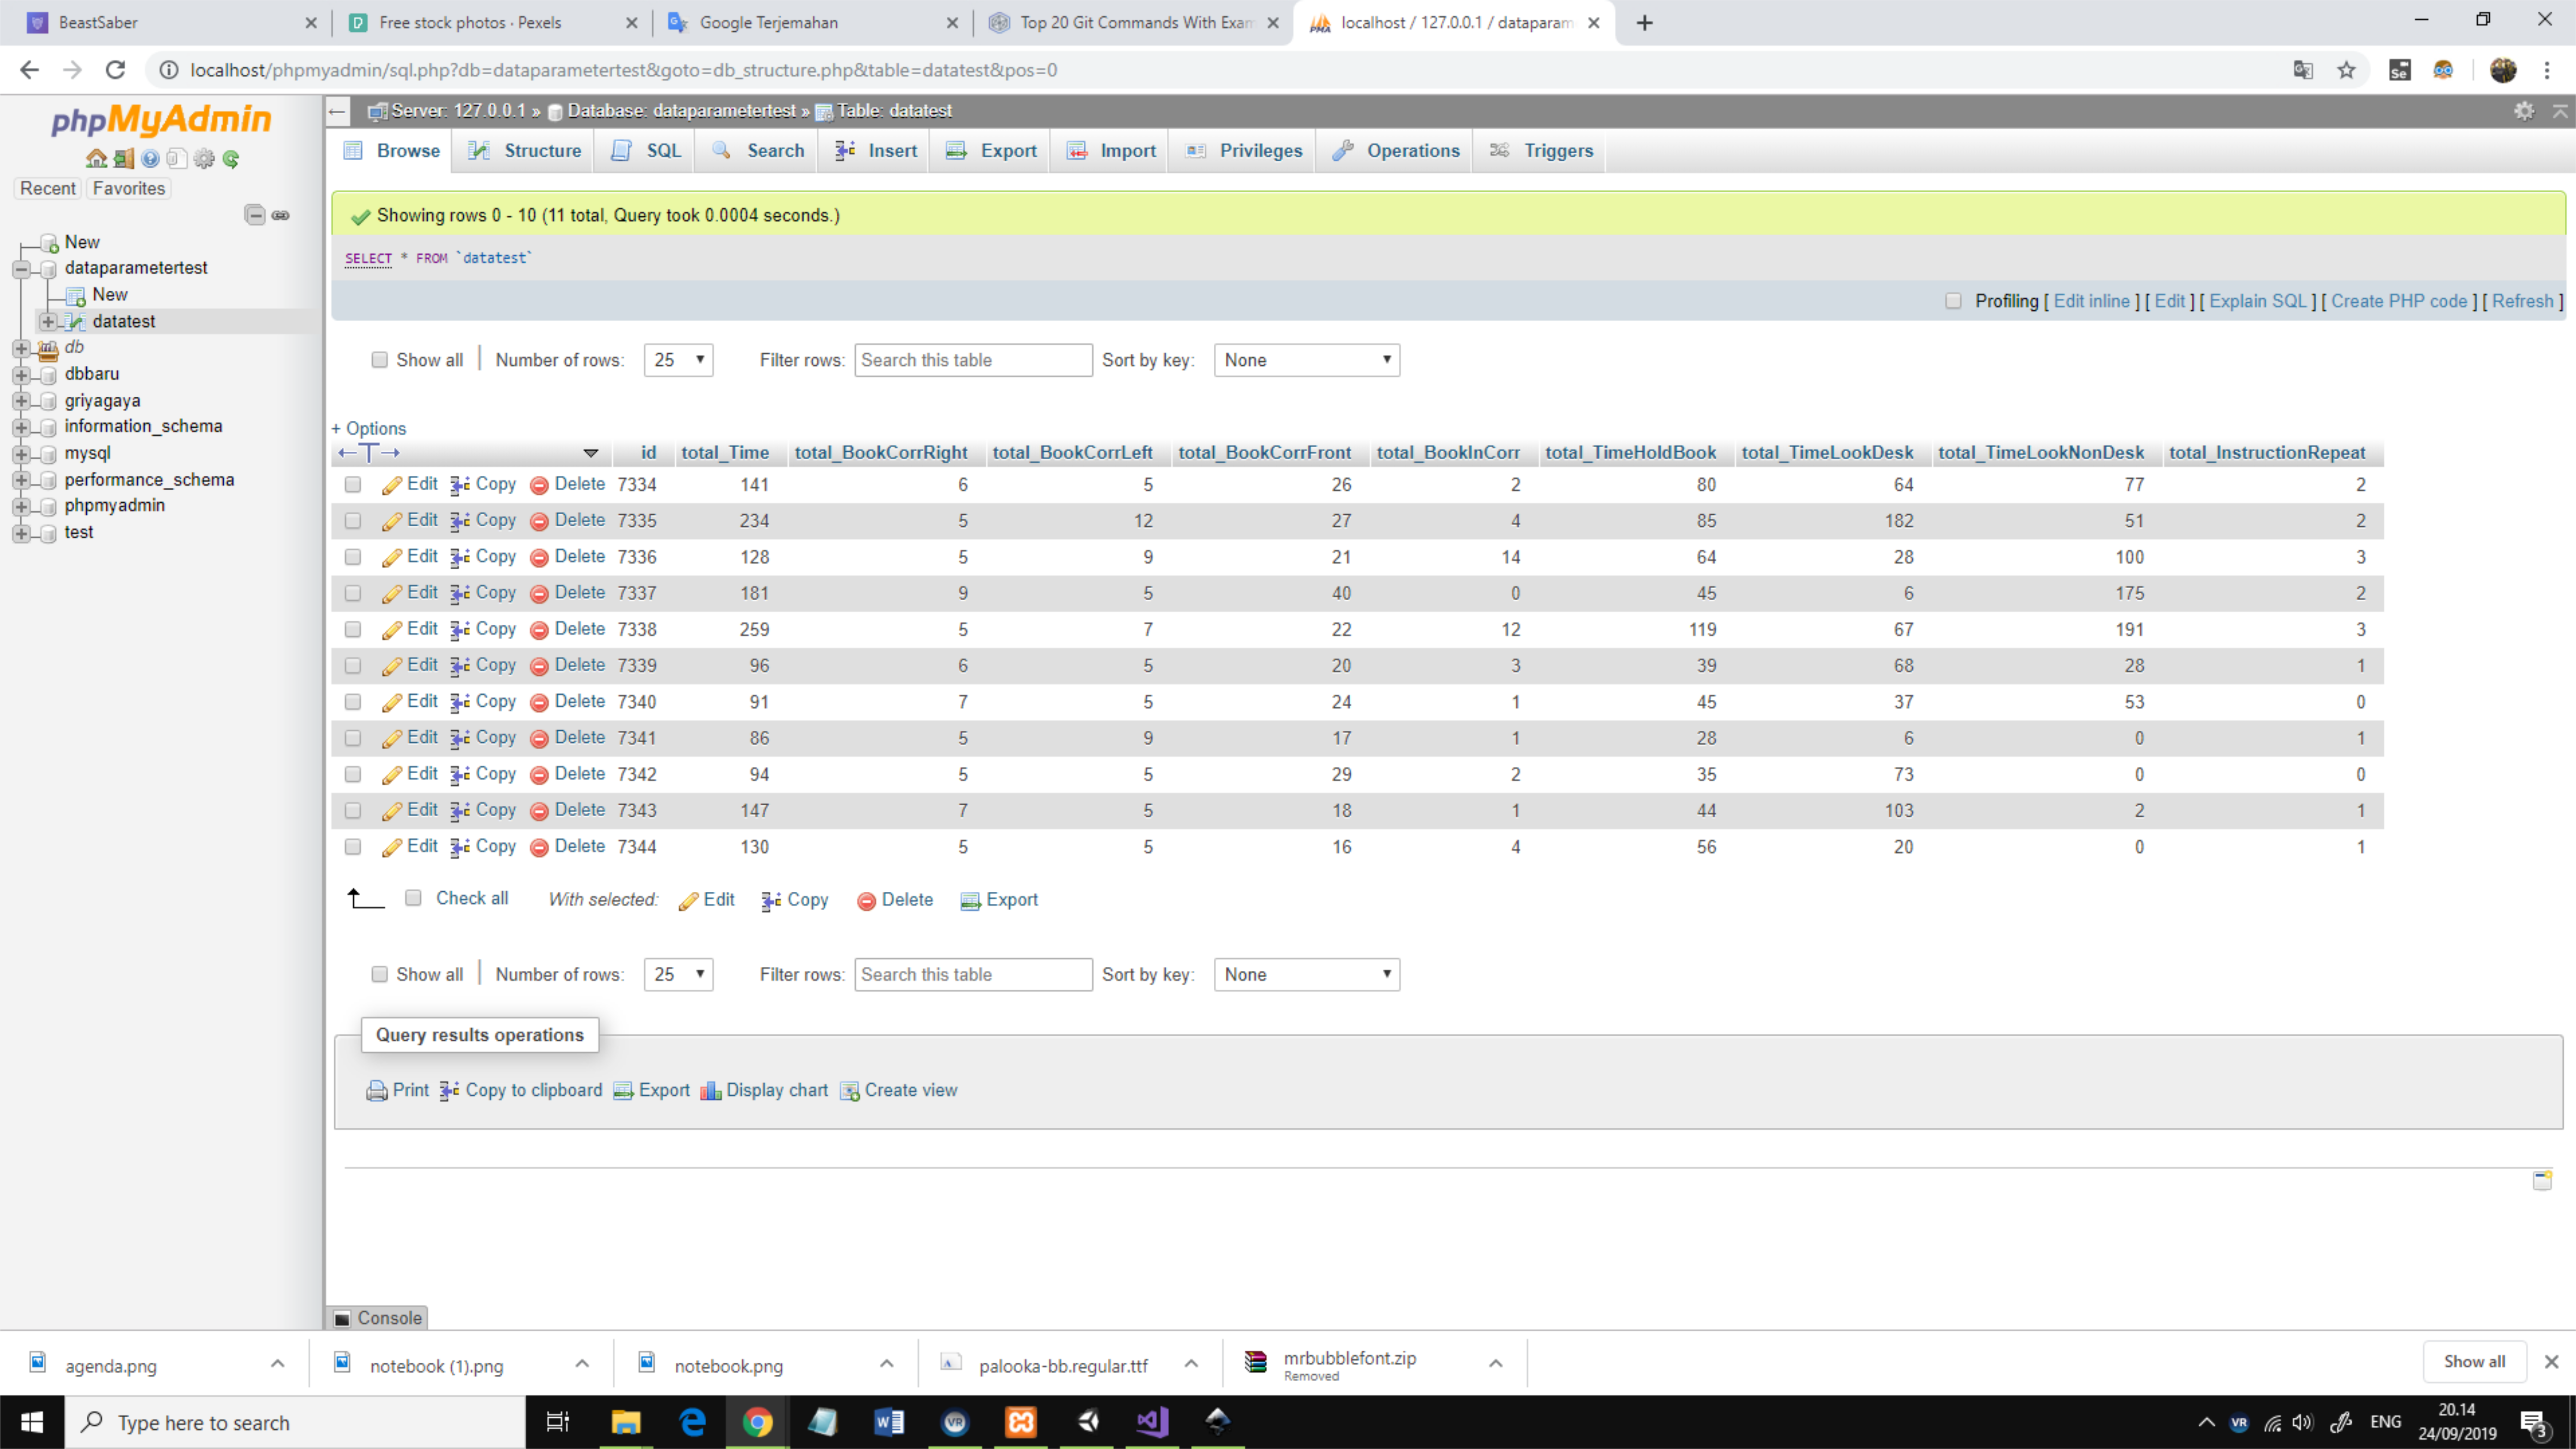 BeastSaber
Free stock photos · Pexels
Google Terjemahan
Top 20 Git Commands With Exam
localhost / 127.0.0.1 / dataparam
localhost/phpmyadmin/sql.php?db=dataparametertest&goto=db_structure.php&table=datatest&pos=0
phpMyAdmin
Recent Favorites
New
dataparametertest
New
datatest
db
dbbaru
griyagaya
information_schema
mysql
performance_schema
phpmyadmin
test
Server: 127.0.0.1 » Database: dataparametertest » Table: datatest
Browse Structure SQL Search Insert Export Import Privileges Operations Triggers
Showing rows 0 - 10 (11 total, Query took 0.0004 seconds.)
SELECT * FROM `datatest`
Profiling [ Edit inline ] [ Edit ] [ Explain SQL ] [ Create PHP code ] [ Refresh ]
Show all | Number of rows: 25 Filter rows: Search this table Sort by key: None
+ Options
←T→ id total_Time total_BookCorrRight total_BookCorrLeft total_BookCorrFront total_BookInCorr total_TimeHoldBook total_TimeLookDesk total_TimeLookNonDesk total_InstructionRepeat
Edit Copy Delete 7334 141 6 5 26 2 80 64 77 2
Edit Copy Delete 7335 234 5 12 27 4 85 182 51 2
Edit Copy Delete 7336 128 5 9 21 14 64 28 100 3
Edit Copy Delete 7337 181 9 5 40 0 45 6 175 2
Edit Copy Delete 7338 259 5 7 22 12 119 67 191 3
Edit Copy Delete 7339 96 6 5 20 3 39 68 28 1
Edit Copy Delete 7340 91 7 5 24 1 45 37 53 0
Edit Copy Delete 7341 86 5 9 17 1 28 6 0 1
Edit Copy Delete 7342 94 5 5 29 2 35 73 0 0
Edit Copy Delete 7343 147 7 5 18 1 44 103 2 1
Edit Copy Delete 7344 130 5 5 16 4 56 20 0 1
Check all With selected: Edit Copy Delete Export
Show all | Number of rows: 25 Filter rows: Search this table Sort by key: None
Query results operations
Print Copy to clipboard Export Display chart Create view
Console
agenda.png
notebook (1).png
notebook.png
palooka-bb.regular.ttf
mrbubblefont.zip
Removed
Show all
Type here to search
ENG
20.14
24/09/2019
3